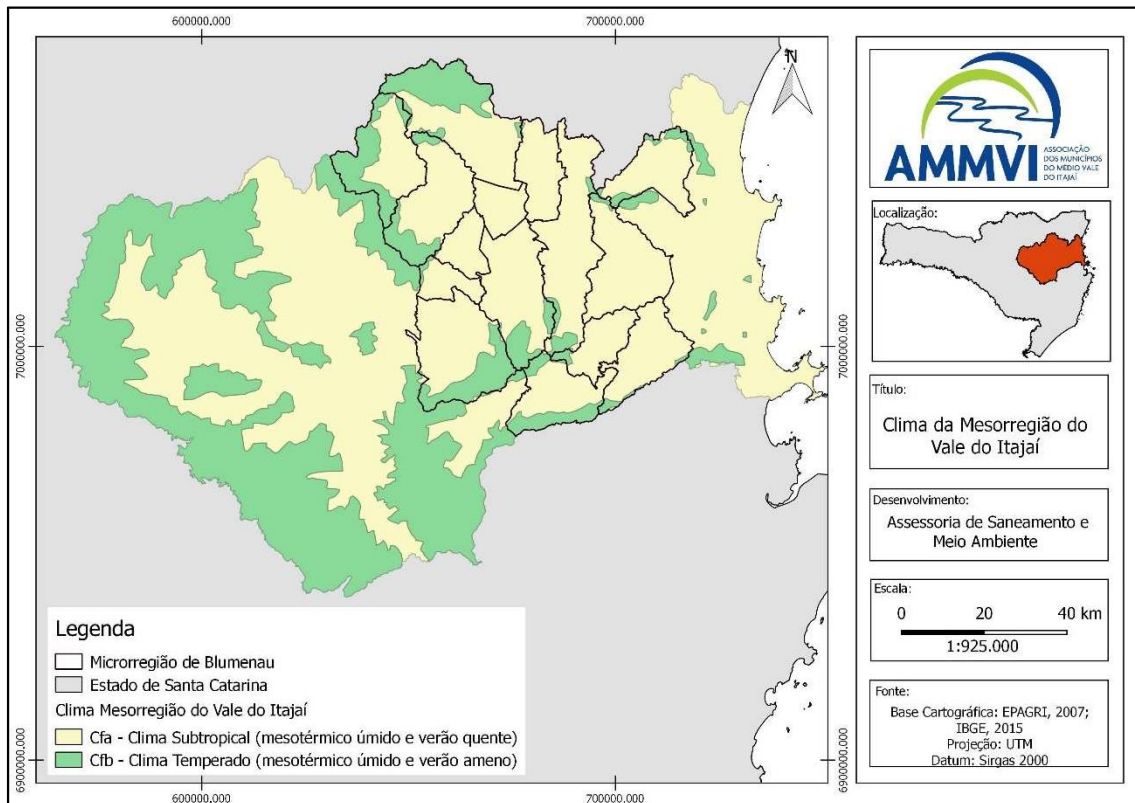 600000.000
700000.000
N
7000000.000
7000000.000
6900000.000
6900000.000
600000.000
700000.000
Legenda
Microrregião de Blumenau
Estado de Santa Catarina
Clima Mesorregião do Vale do Itajaí
Cfa - Clima Subtropical (mesotérmico úmido e verão quente)
Cfb - Clima Temperado (mesotérmico úmido e verão ameno)
AMMVI
ASSOCIAÇÃO
DOS MUNICÍPIOS
DO MÉDIO VALE
DO ITAJAÍ
Localização:
Título:
Clima da Mesorregião do
Vale do Itajaí
Desenvolvimento:
Assessoria de Saneamento e
Meio Ambiente
Escala:
0 20 40 km
1:925.000
Fonte:
Base Cartográfica: EPAGRI, 2007;
IBGE, 2015
Projeção: UTM
Datum: Sirgas 2000